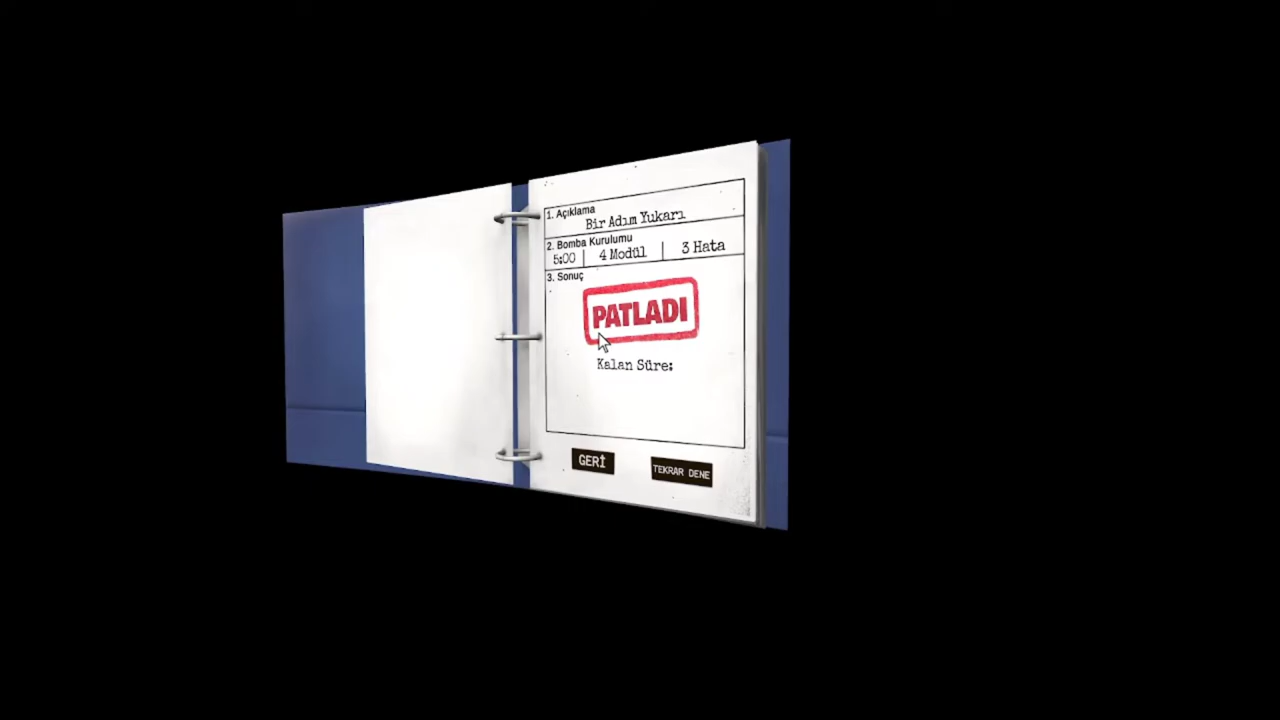 1. Açıklama
Bir Adım Yukarı
2. Bomba Kurulumu
5:00 4 Modül 3 Hata
3. Sonuç
PATLADI
Kalan Süre:
GERİ TEKRAR DENE